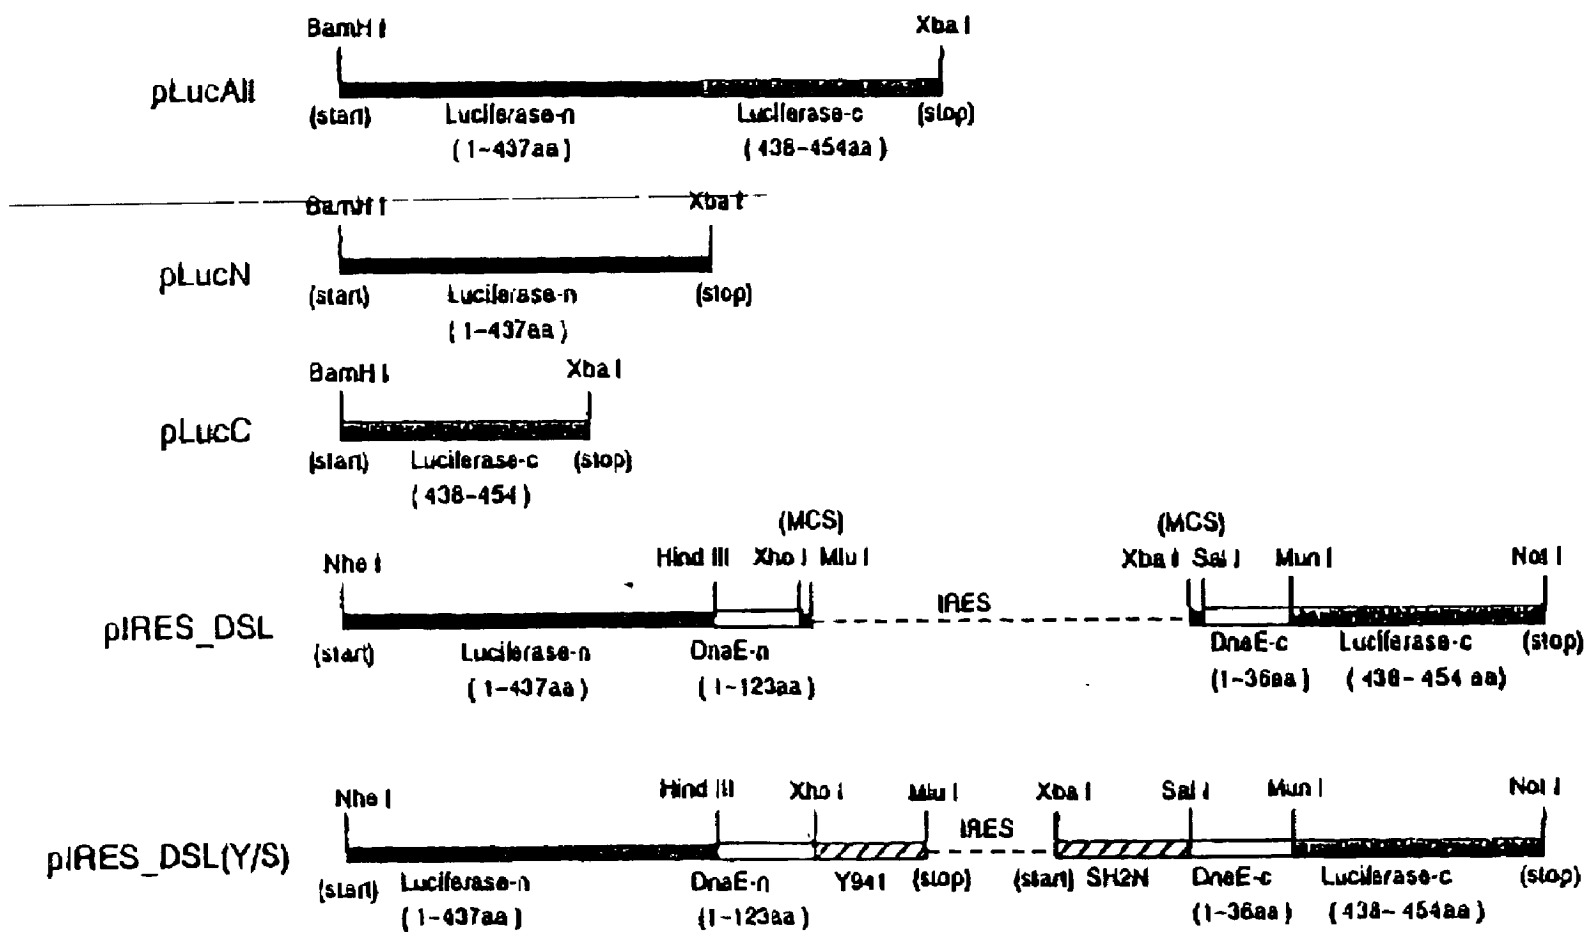 BamH I Xba I
pLucAll
(start) Luciferase-n Luciferase-c (stop)
(1-437aa) (438-454aa)
BamH I Xba I
pLucN
(start) Luciferase-n (stop)
(1-437aa)
BamH I Xba I
pLucC
(start) Luciferase-c (stop)
(438-454)
(MCS) (MCS)
Nhe I Hind III Xho I Mlu I Xba I Sal I Mun I Not I
IRES
pIRES_DSL
(start) Luciferase-n DnaE-n DnaE-c Luciferase-c (stop)
(1-437aa) (1-123aa) (1-36aa) (438-454 aa)
Nhe I Hind III Xho I Mlu I Xba I Sal I Mun I Not I
IRES
pIRES_DSL(Y/S)
(start) Luciferase-n DnaE-n Y941 (stop) (start) SH2N DnaE-c Luciferase-c (stop)
(1-437aa) (1-123aa) (1-36aa) (438-454aa)